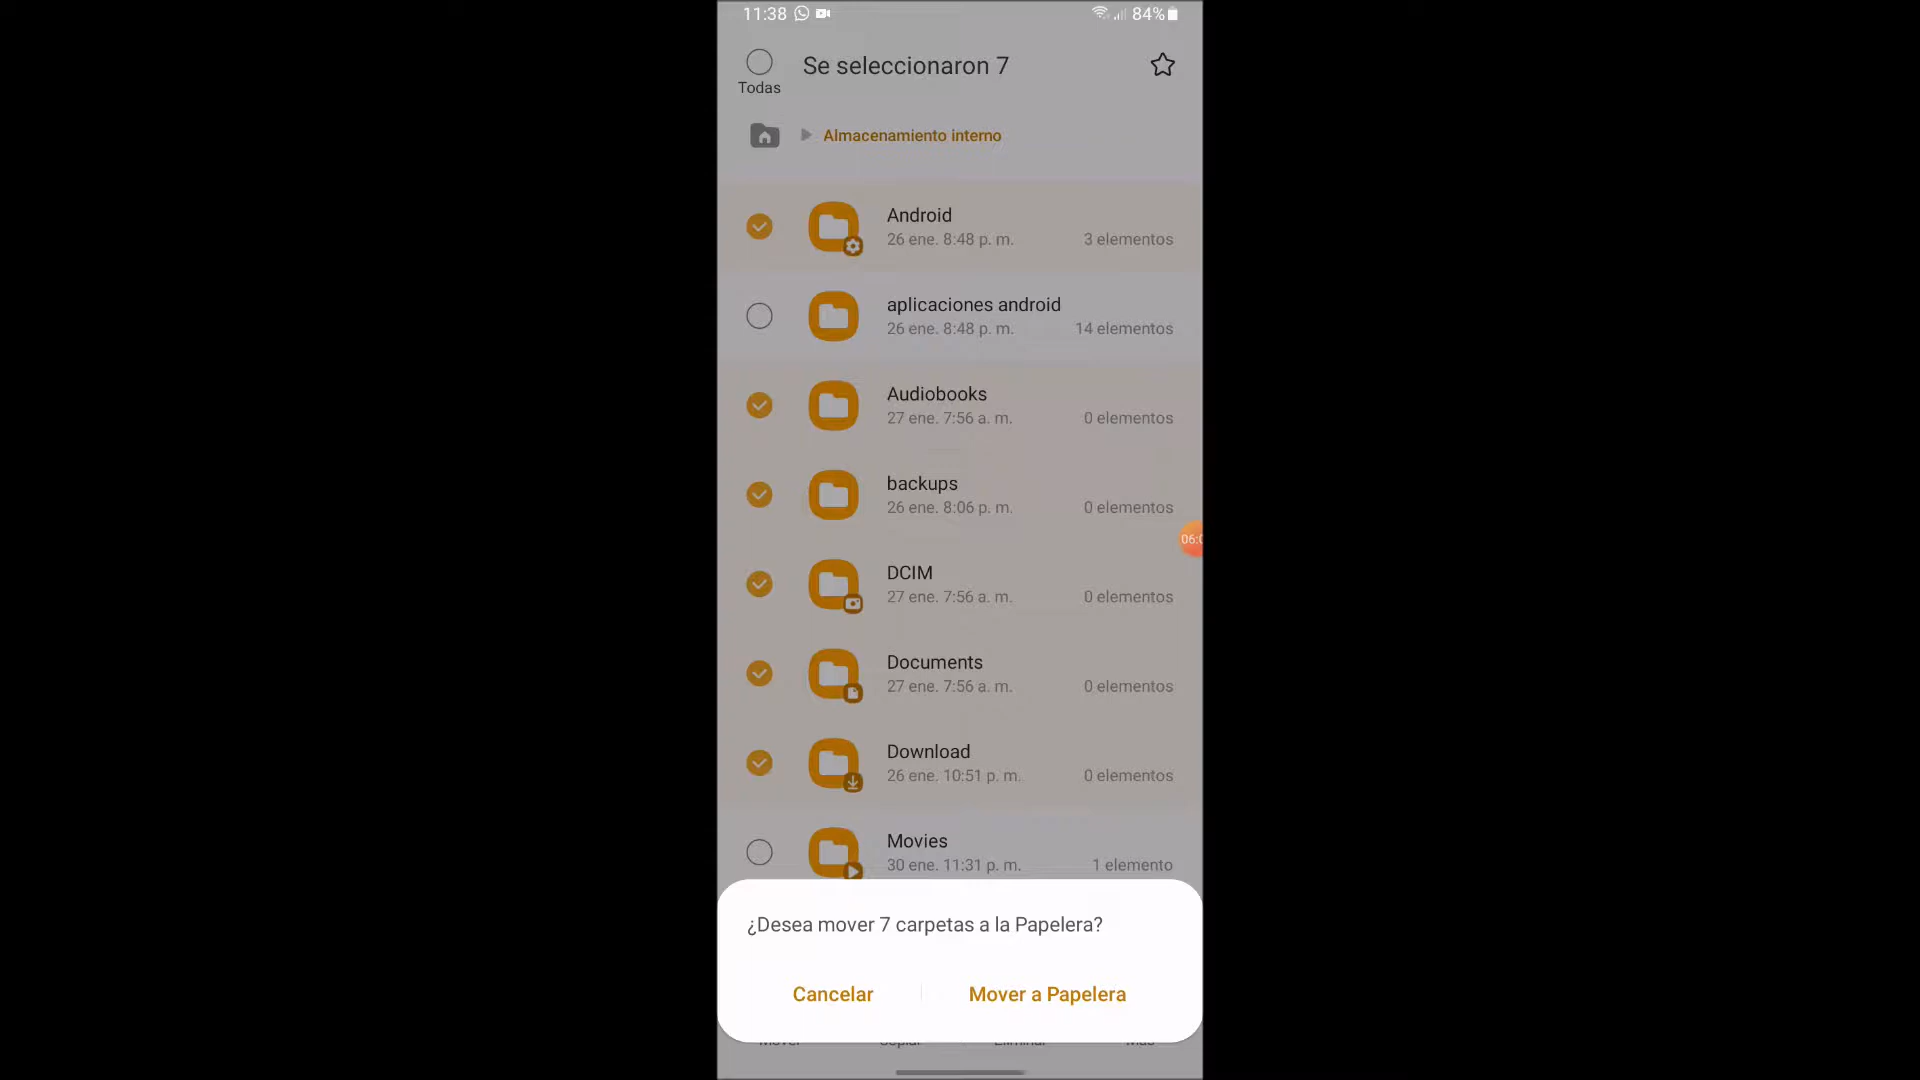 11:38 84%
Se seleccionaron 7
Todas
Almacenamiento interno
Android
26 ene. 8:48 p. m. 3 elementos
aplicaciones android
26 ene. 8:48 p. m. 14 elementos
Audiobooks
27 ene. 7:56 a. m. 0 elementos
backups
26 ene. 8:06 p. m. 0 elementos
06:0
DCIM
27 ene. 7:56 a. m. 0 elementos
Documents
27 ene. 7:56 a. m. 0 elementos
Download
26 ene. 10:51 p. m. 0 elementos
Movies
30 ene. 11:31 p. m. 1 elemento
¿Desea mover 7 carpetas a la Papelera?
Cancelar Mover a Papelera